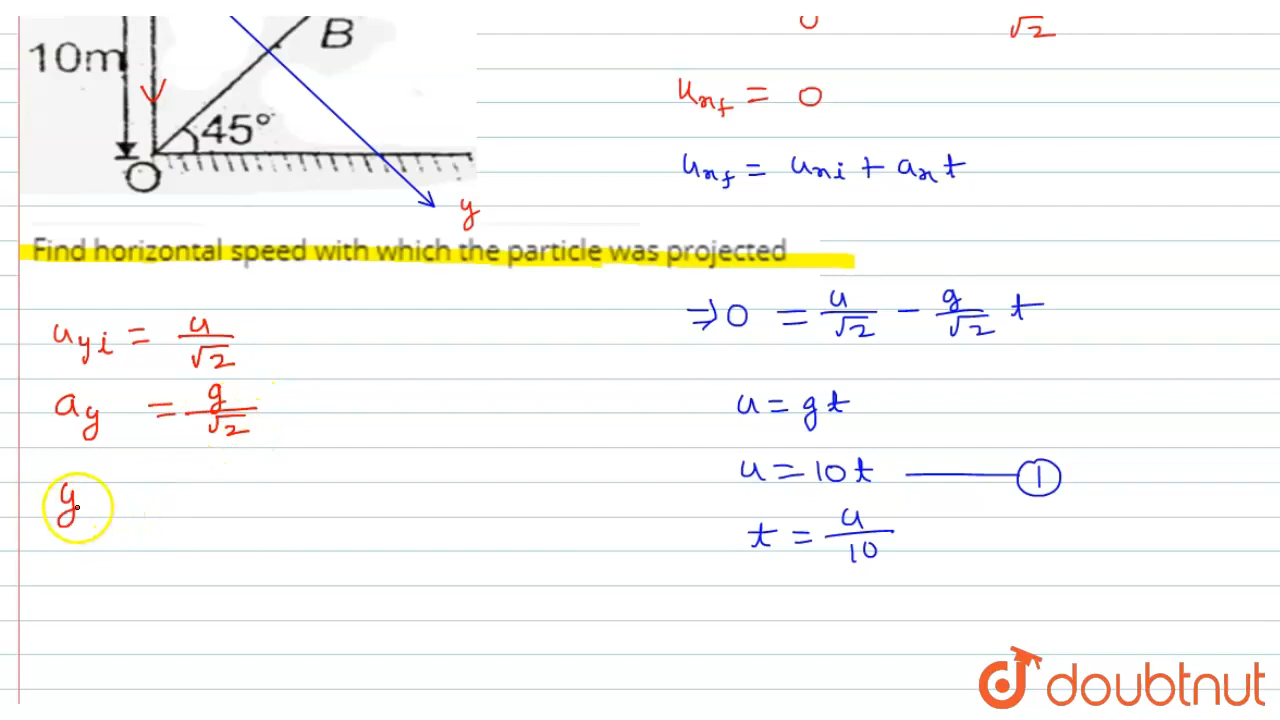 B
10m
45°
O
y
Find horizontal speed with which the particle was projected
u_yi = u/√2
a_y = g/√2
y
√2
u_xf = 0
u_xf = u_xi + a_x t
⇒ 0 = u/√2 - g/√2 t
u = gt
u = 10t ——— ①
t = u/10
doubtnut